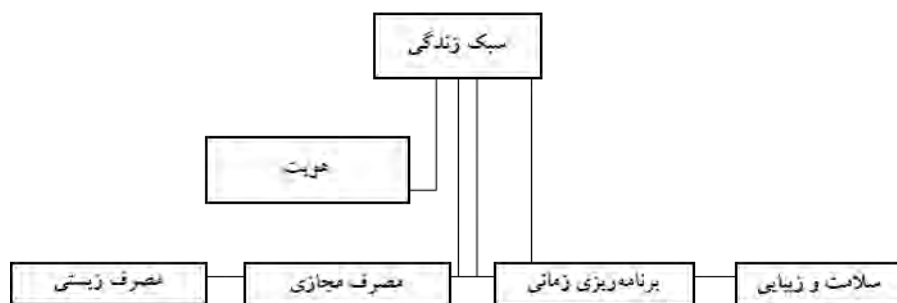 سبک زندگی
هویت
سلامت و زیبایی
برنامه‌ریزی زمانی
مصرف مجازی
مصرف زیستی